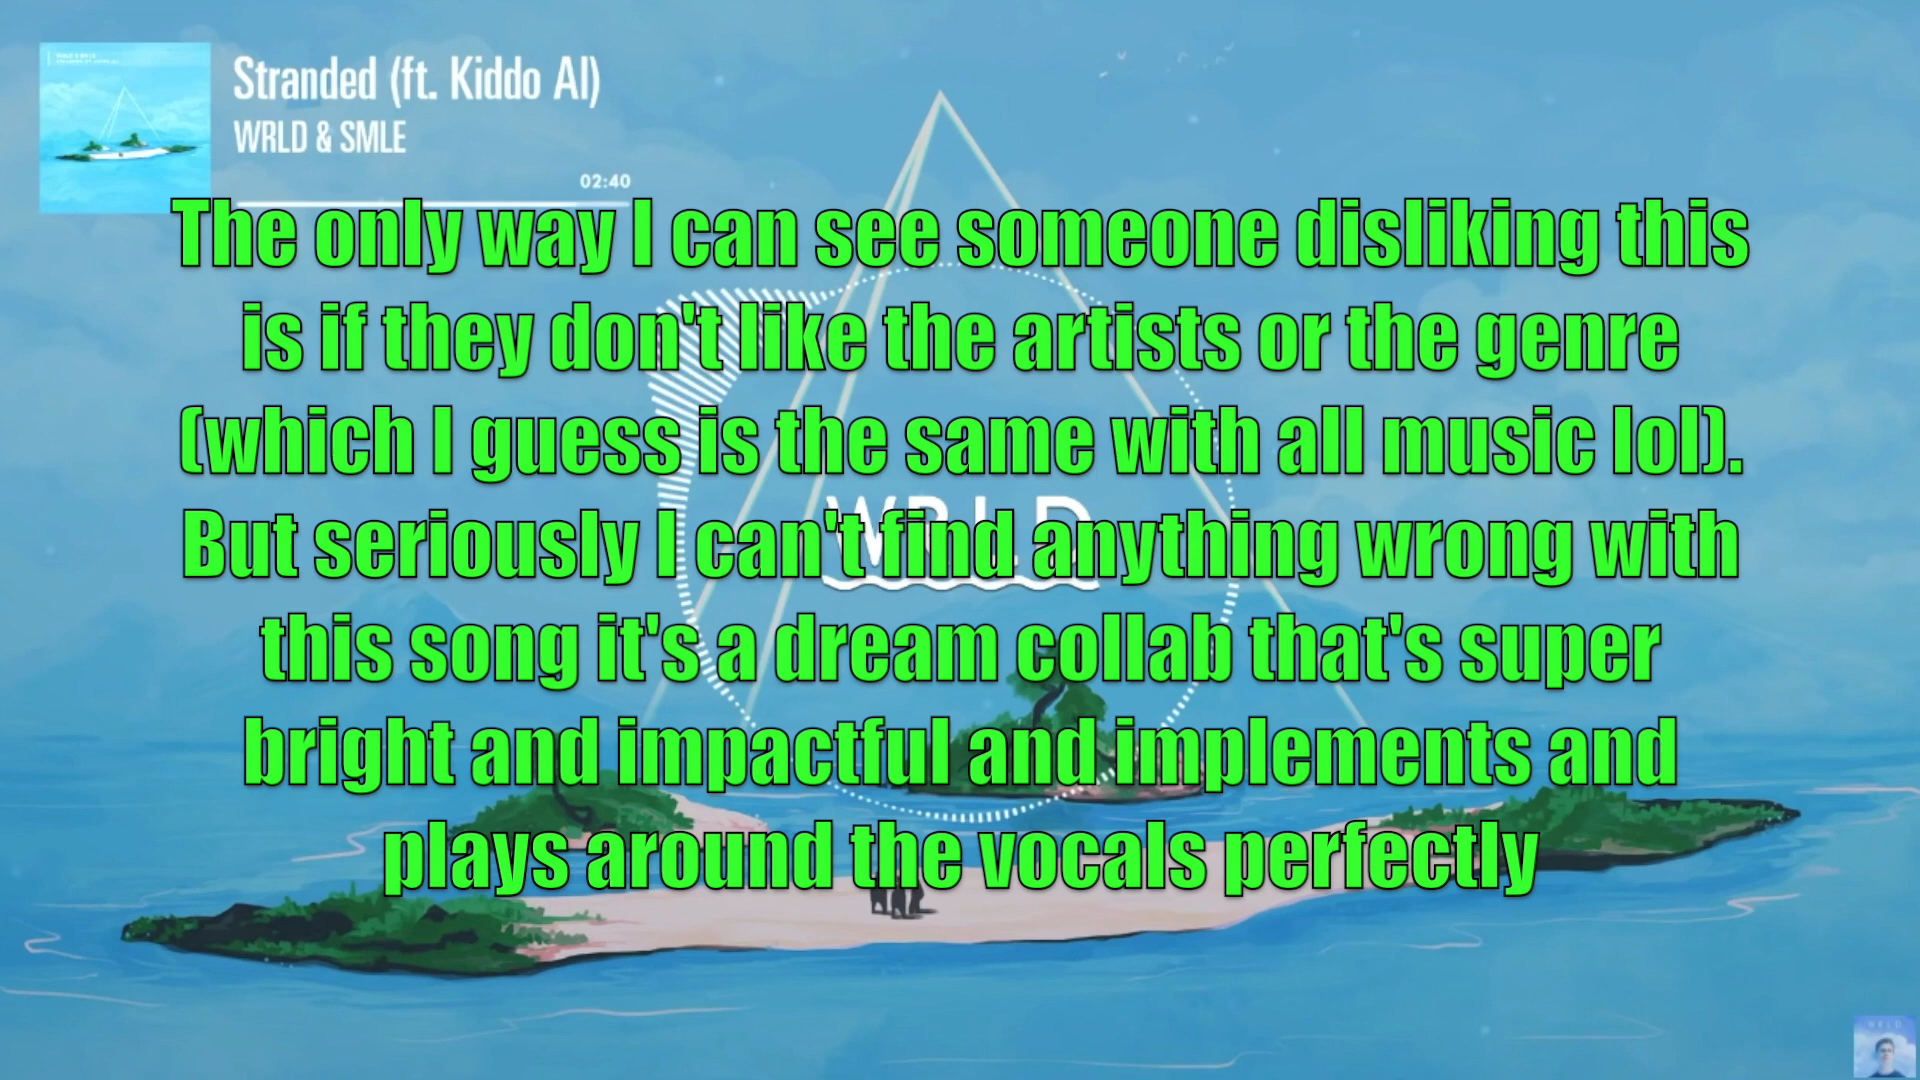 Stranded (ft. Kiddo AI)
WRLD & SMLE
02:40
The only way I can see someone disliking this
is if they don't like the artists or the genre
(which I guess is the same with all music lol).
But seriously I can't find anything wrong with
this song it's a dream collab that's super
bright and impactful and implements and
plays around the vocals perfectly
WRLD
WRLD